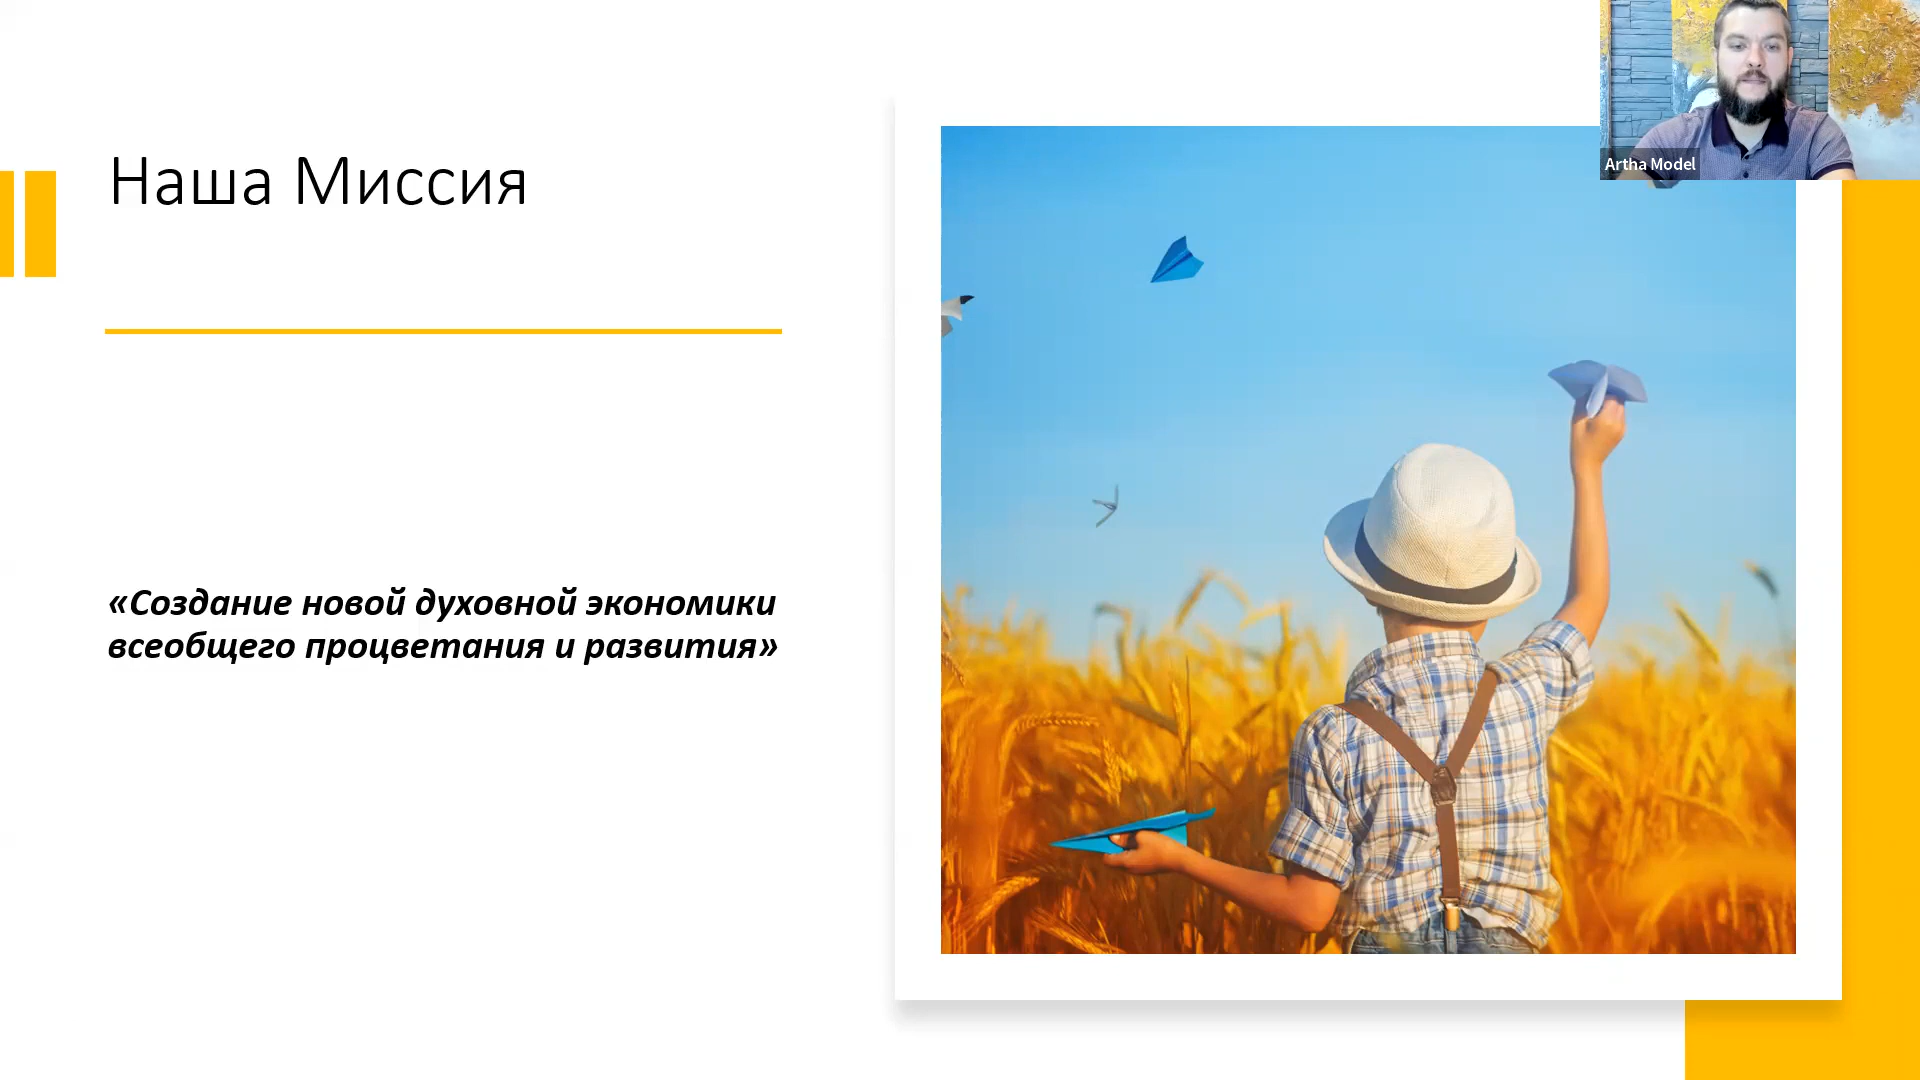 Наша Миссия
«Создание новой духовной экономики
всеобщего процветания и развития»
Artha Model